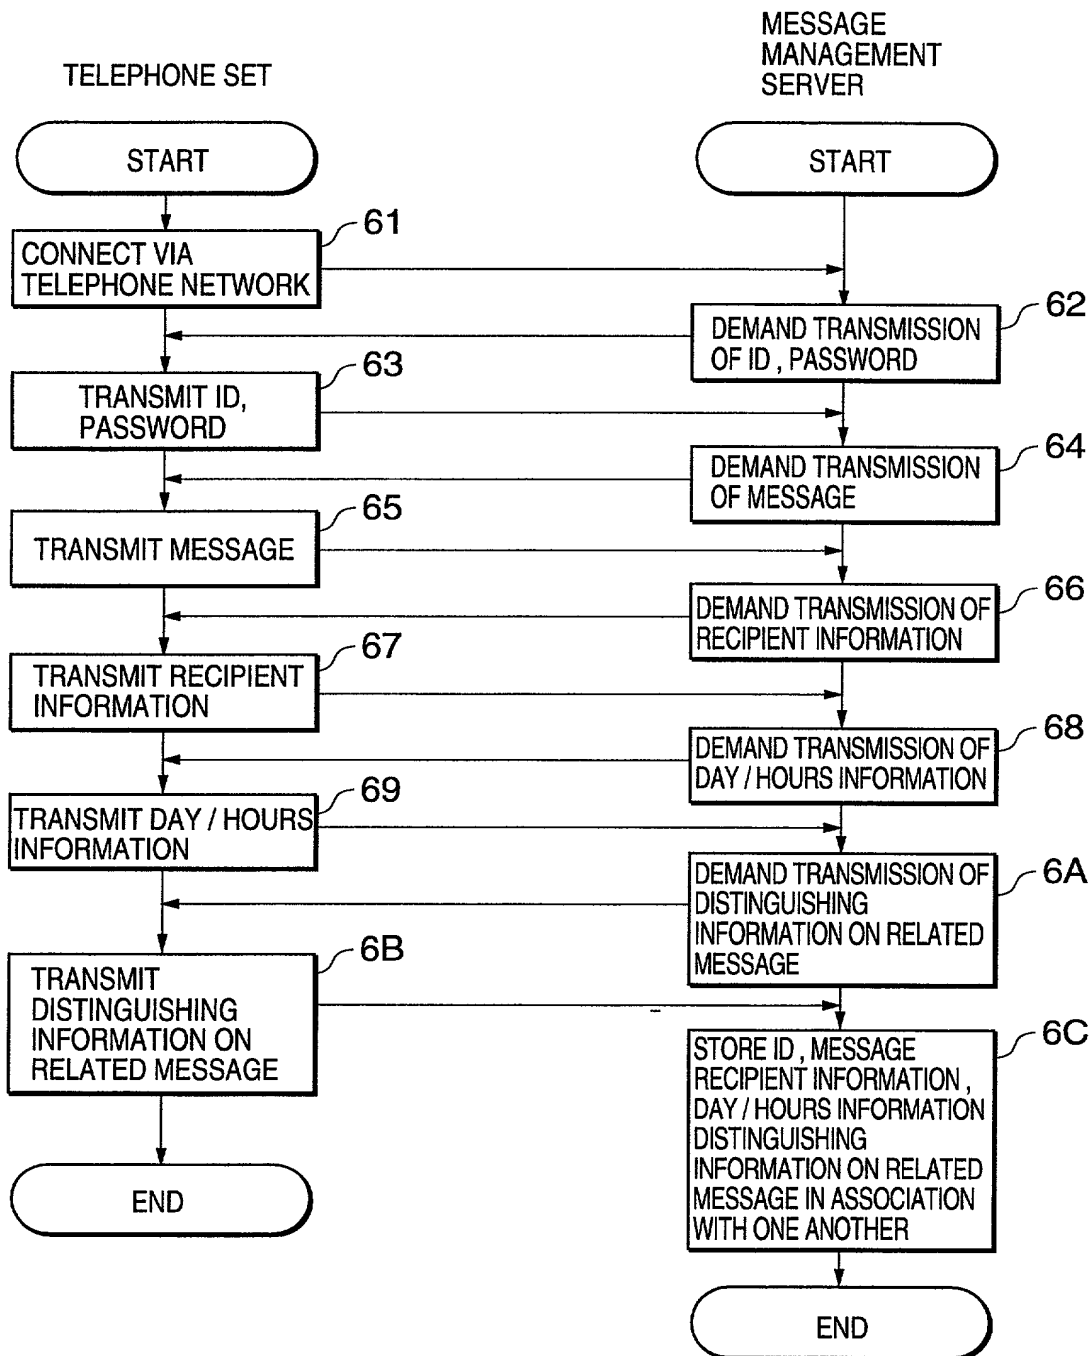 TELEPHONE SET
MESSAGE
MANAGEMENT
SERVER
START
START
61
CONNECT VIA
TELEPHONE NETWORK
62
DEMAND TRANSMISSION
OF ID , PASSWORD
63
TRANSMIT ID,
PASSWORD
64
DEMAND TRANSMISSION
OF MESSAGE
65
TRANSMIT MESSAGE
66
DEMAND TRANSMISSION OF
RECIPIENT INFORMATION
67
TRANSMIT RECIPIENT
INFORMATION
68
DEMAND TRANSMISSION OF
DAY / HOURS INFORMATION
69
TRANSMIT DAY / HOURS
INFORMATION
6A
DEMAND TRANSMISSION OF
DISTINGUISHING
INFORMATION ON RELATED
MESSAGE
6B
TRANSMIT
DISTINGUISHING
INFORMATION ON
RELATED MESSAGE
6C
STORE ID , MESSAGE
RECIPIENT INFORMATION ,
DAY / HOURS INFORMATION
DISTINGUISHING
INFORMATION ON RELATED
MESSAGE IN ASSOCIATION
WITH ONE ANOTHER
END
END